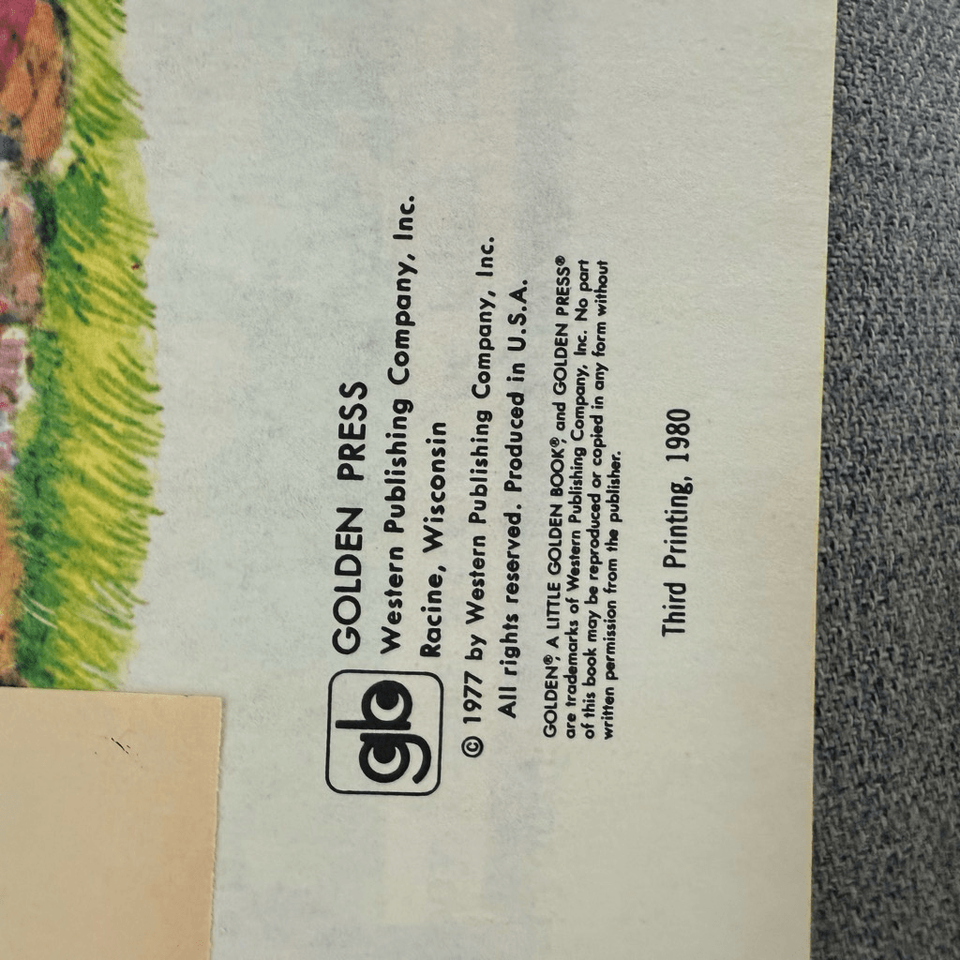 gb
GOLDEN PRESS
Western Publishing Company, Inc.
Racine, Wisconsin
© 1977 by Western Publishing Company, Inc.
All rights reserved. Produced in U.S.A.
GOLDEN®, A LITTLE GOLDEN BOOK®, and GOLDEN PRESS®
are trademarks of Western Publishing Company, Inc. No part
of this book may be reproduced or copied in any form without
written permission from the publisher.
Third Printing, 1980